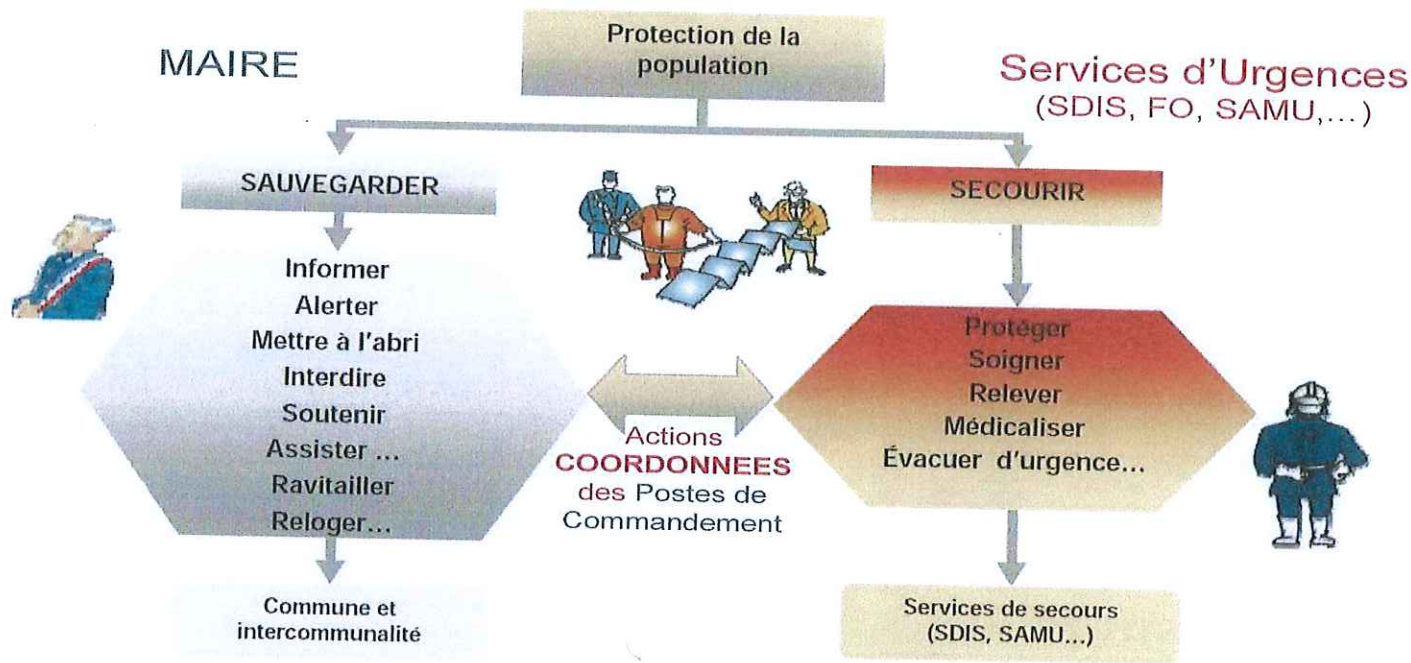 Protection de la
population
MAIRE
Services d'Urgences
(SDIS, FO, SAMU,...)
SAUVEGARDER
SECOURIR
Informer
Alerter
Mettre à l'abri
Interdire
Soutenir
Assister ...
Ravitailler
Reloger...
Actions
COORDONNEES
des Postes de
Commandement
Protéger
Soigner
Relever
Médicaliser
Évacuer d'urgence...
Commune et
intercommunalité
Services de secours
(SDIS, SAMU...)